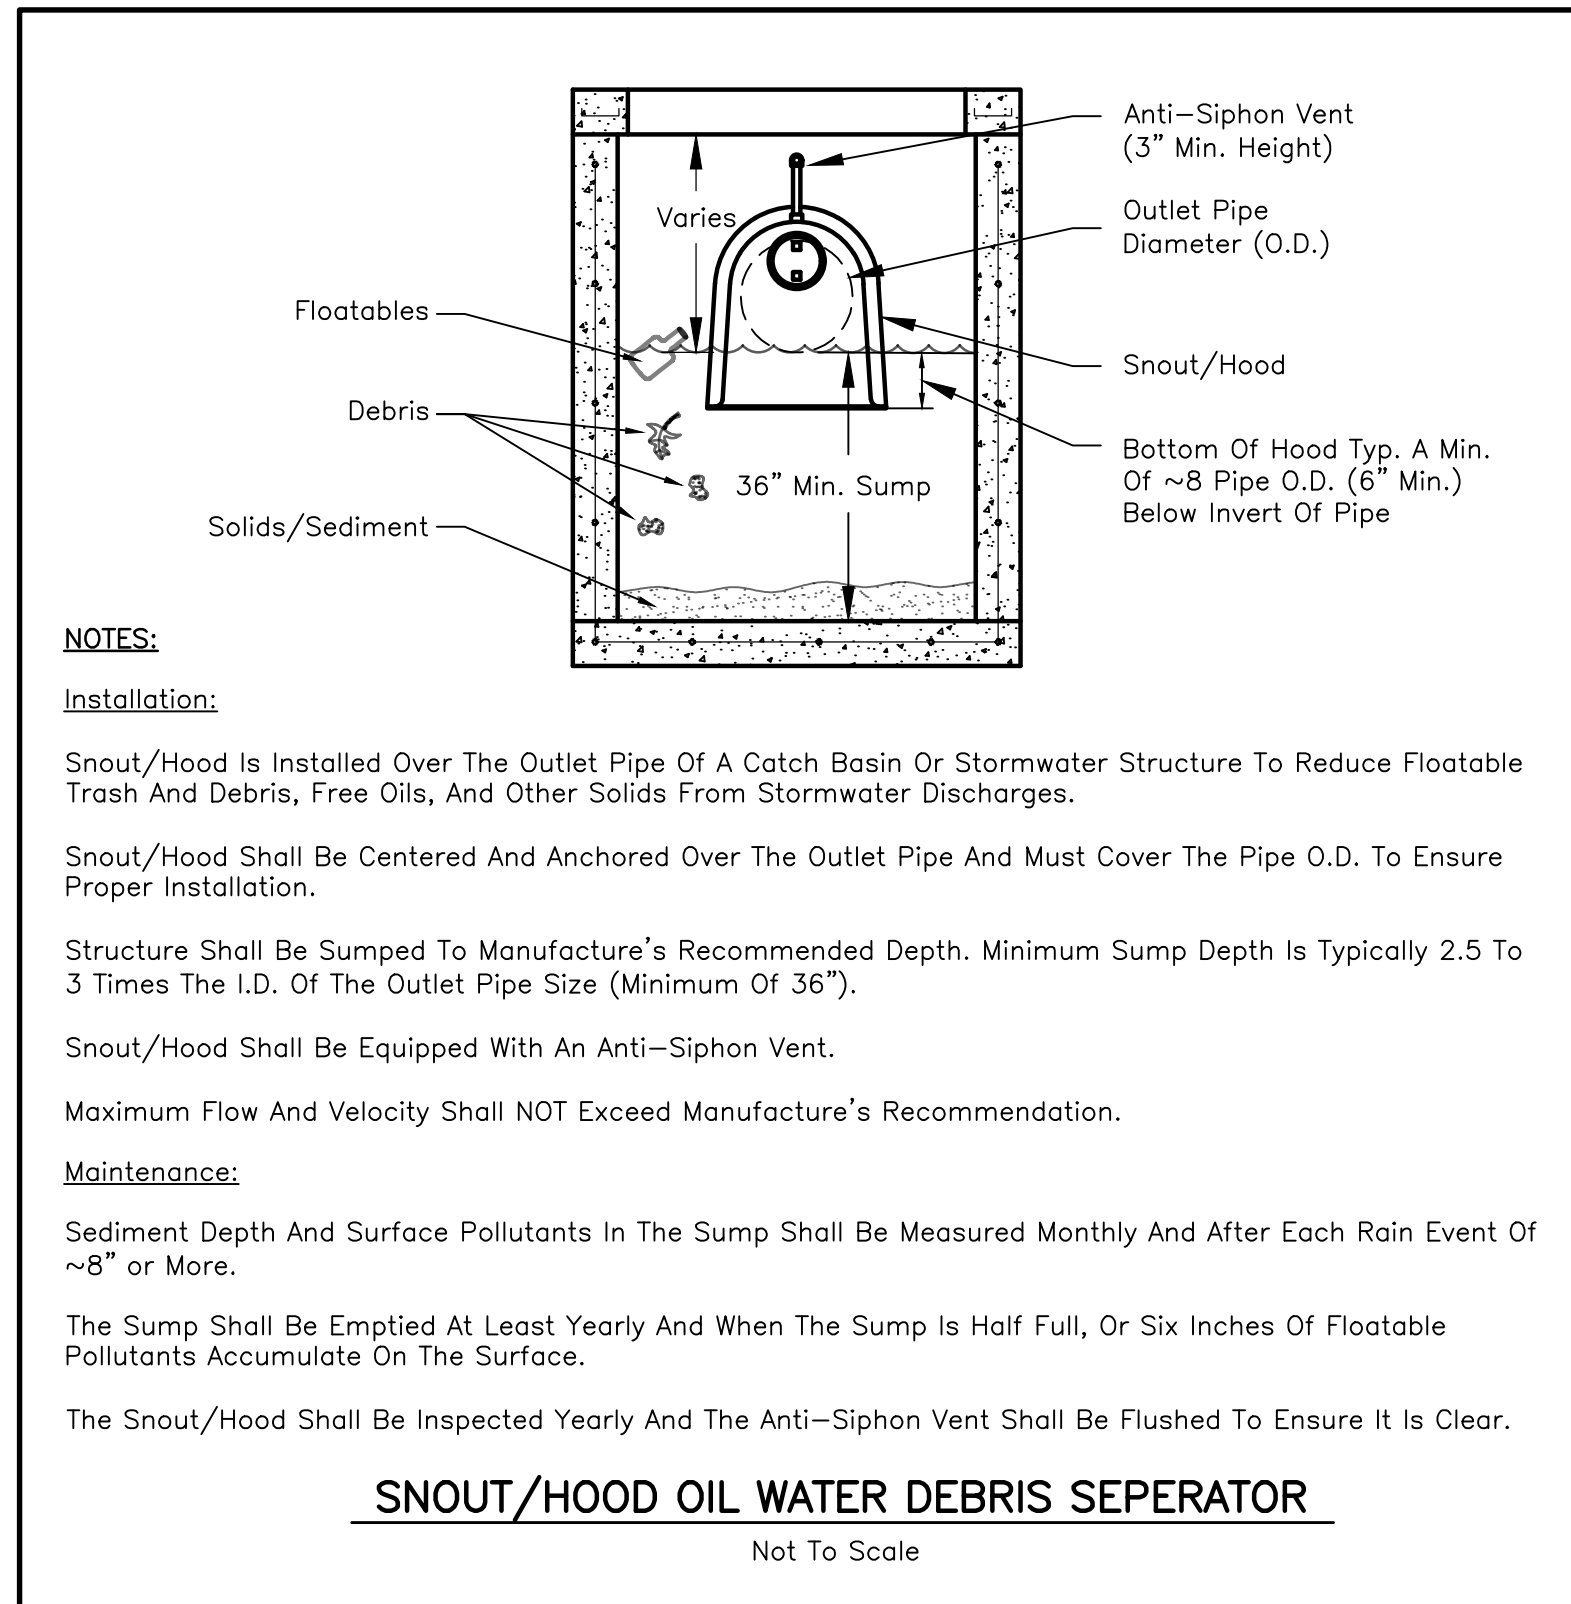 Anti-Siphon Vent
(3" Min. Height)
Outlet Pipe
Diameter (O.D.)
Varies
Floatables
Snout/Hood
Debris
Bottom Of Hood Typ. A Min.
Of ~8 Pipe O.D. (6" Min.)
Below Invert Of Pipe
36" Min. Sump
Solids/Sediment
NOTES:
Installation:
Snout/Hood Is Installed Over The Outlet Pipe Of A Catch Basin Or Stormwater Structure To Reduce Floatable
Trash And Debris, Free Oils, And Other Solids From Stormwater Discharges.
Snout/Hood Shall Be Centered And Anchored Over The Outlet Pipe And Must Cover The Pipe O.D. To Ensure
Proper Installation.
Structure Shall Be Sumped To Manufacture's Recommended Depth. Minimum Sump Depth Is Typically 2.5 To
3 Times The I.D. Of The Outlet Pipe Size (Minimum Of 36").
Snout/Hood Shall Be Equipped With An Anti-Siphon Vent.
Maximum Flow And Velocity Shall NOT Exceed Manufacture's Recommendation.
Maintenance:
Sediment Depth And Surface Pollutants In The Sump Shall Be Measured Monthly And After Each Rain Event Of
~8" or More.
The Sump Shall Be Emptied At Least Yearly And When The Sump Is Half Full, Or Six Inches Of Floatable
Pollutants Accumulate On The Surface.
The Snout/Hood Shall Be Inspected Yearly And The Anti-Siphon Vent Shall Be Flushed To Ensure It Is Clear.
SNOUT/HOOD OIL WATER DEBRIS SEPERATOR
Not To Scale